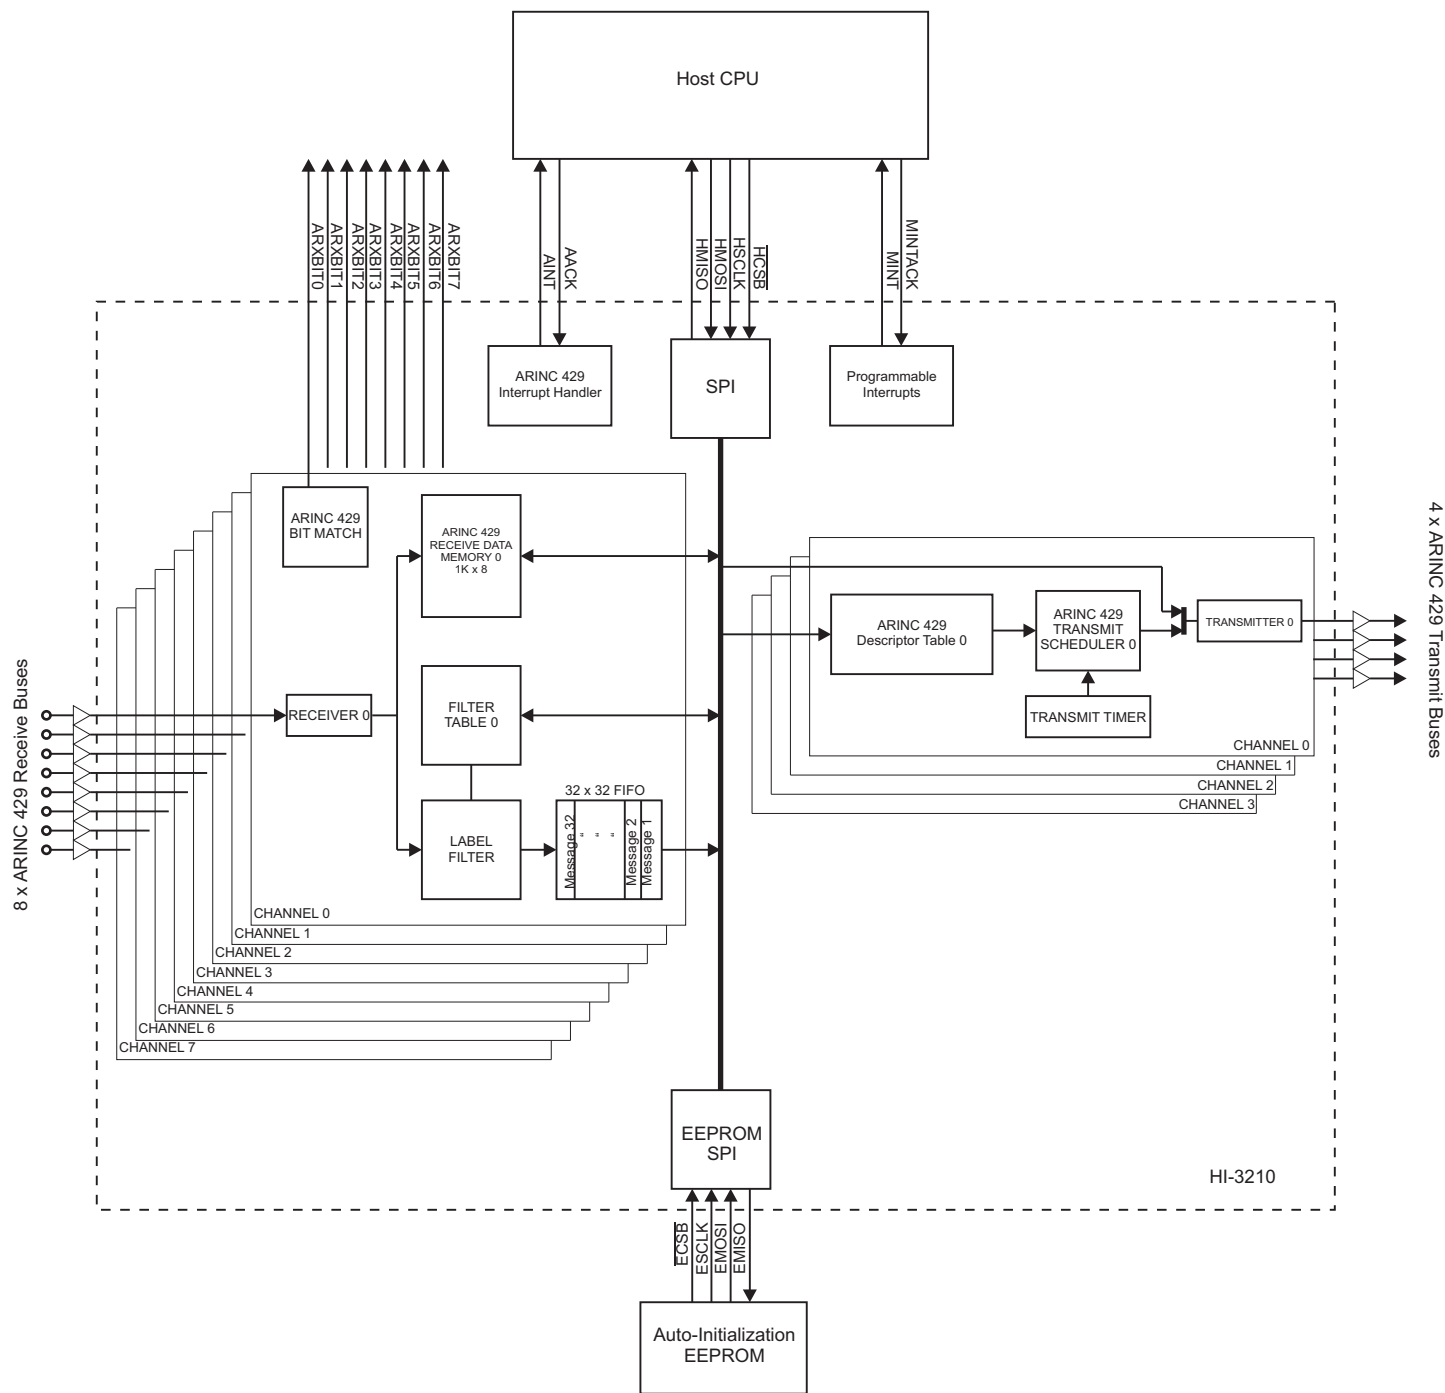 Host CPU
ARXBIT0
ARXBIT1
ARXBIT2
ARXBIT3
ARXBIT4
ARXBIT5
ARXBIT6
ARXBIT7
AINT
AACK
HMISO
HMOSI
HSCLK
HCSB
MINT
MINTACK
ARINC 429
Interrupt Handler
SPI
Programmable
Interrupts
ARINC 429
BIT MATCH
ARINC 429
RECEIVE DATA
MEMORY 0
1K x 8
RECEIVER 0
FILTER
TABLE 0
LABEL
FILTER
32 x 32 FIFO
Message 32
" " "
Message 2
Message 1
CHANNEL 0
CHANNEL 1
CHANNEL 2
CHANNEL 3
CHANNEL 4
CHANNEL 5
CHANNEL 6
CHANNEL 7
8 x ARINC 429 Receive Buses
ARINC 429
Descriptor Table 0
ARINC 429
TRANSMIT
SCHEDULER 0
TRANSMITTER 0
TRANSMIT TIMER
CHANNEL 0
CHANNEL 1
CHANNEL 2
CHANNEL 3
4 x ARINC 429 Transmit Buses
EEPROM
SPI
HI-3210
ECSB
ESCLK
EMOSI
EMISO
Auto-Initialization
EEPROM